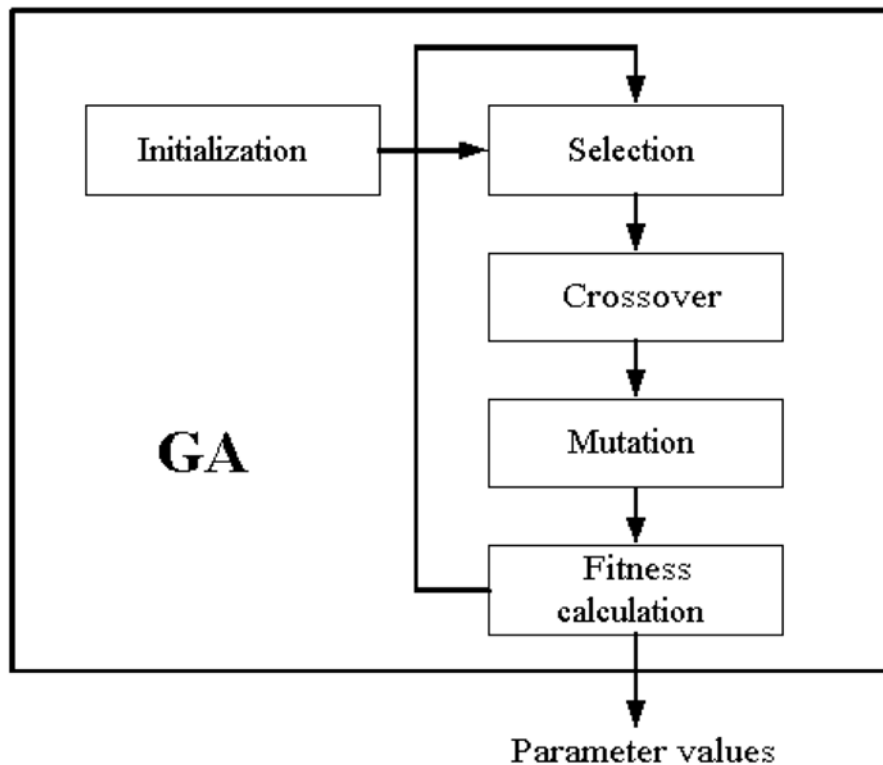 Initialization
Selection
Crossover
Mutation
GA
Fitness
calculation
Parameter values